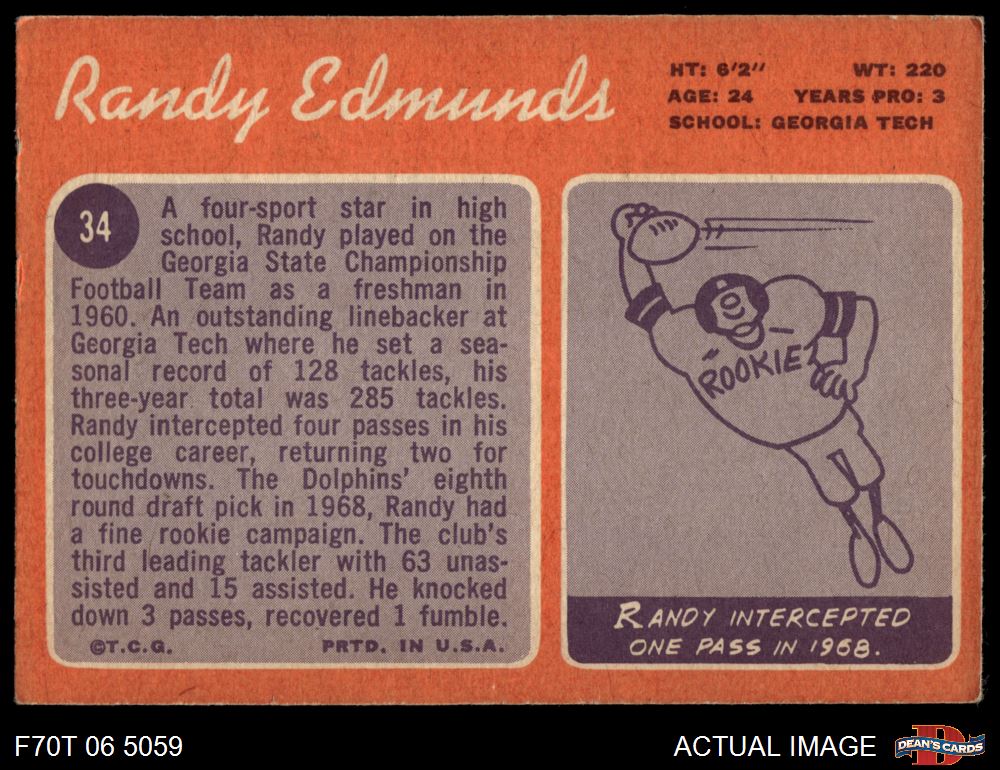 Randy Edmunds
HT: 6'2" WT: 220
AGE: 24 YEARS PRO: 3
SCHOOL: GEORGIA TECH
34
A four-sport star in high
school, Randy played on the
Georgia State Championship
Football Team as a freshman in
1960. An outstanding linebacker at
Georgia Tech where he set a sea-
sonal record of 128 tackles, his
three-year total was 285 tackles.
Randy intercepted four passes in his
college career, returning two for
touchdowns. The Dolphins' eighth
round draft pick in 1968, Randy had
a fine rookie campaign. The club's
third leading tackler with 63 unas-
sisted and 15 assisted. He knocked
down 3 passes, recovered 1 fumble.
©T.C.G. PRTD. IN U.S.A.
"ROOKIE"
RANDY INTERCEPTED
ONE PASS IN 1968.
F70T 06 5059
ACTUAL IMAGE
D
DEAN'S CARDS